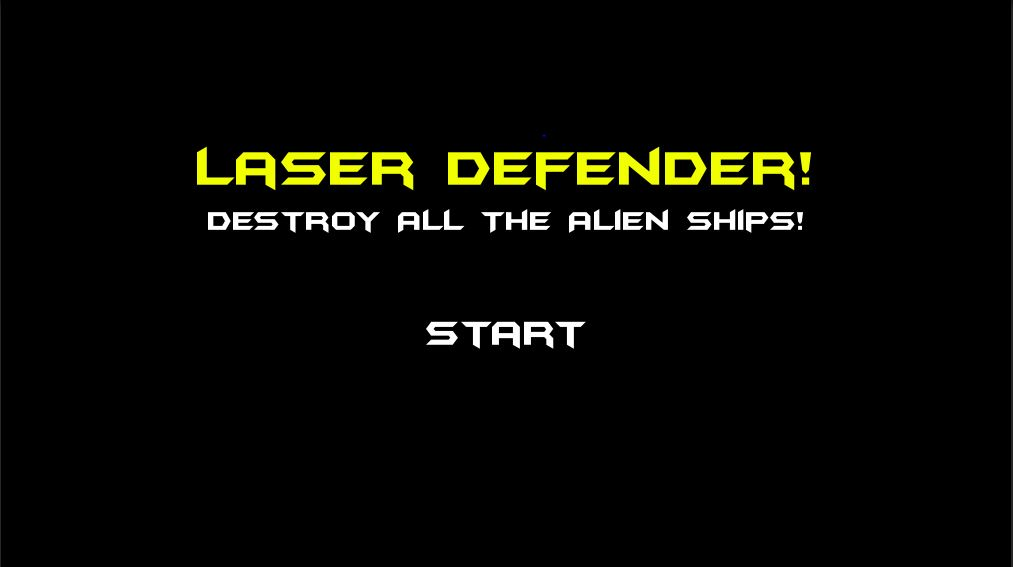 LASER DEFENDER!
DESTROY ALL THE ALIEN SHIPS!
START